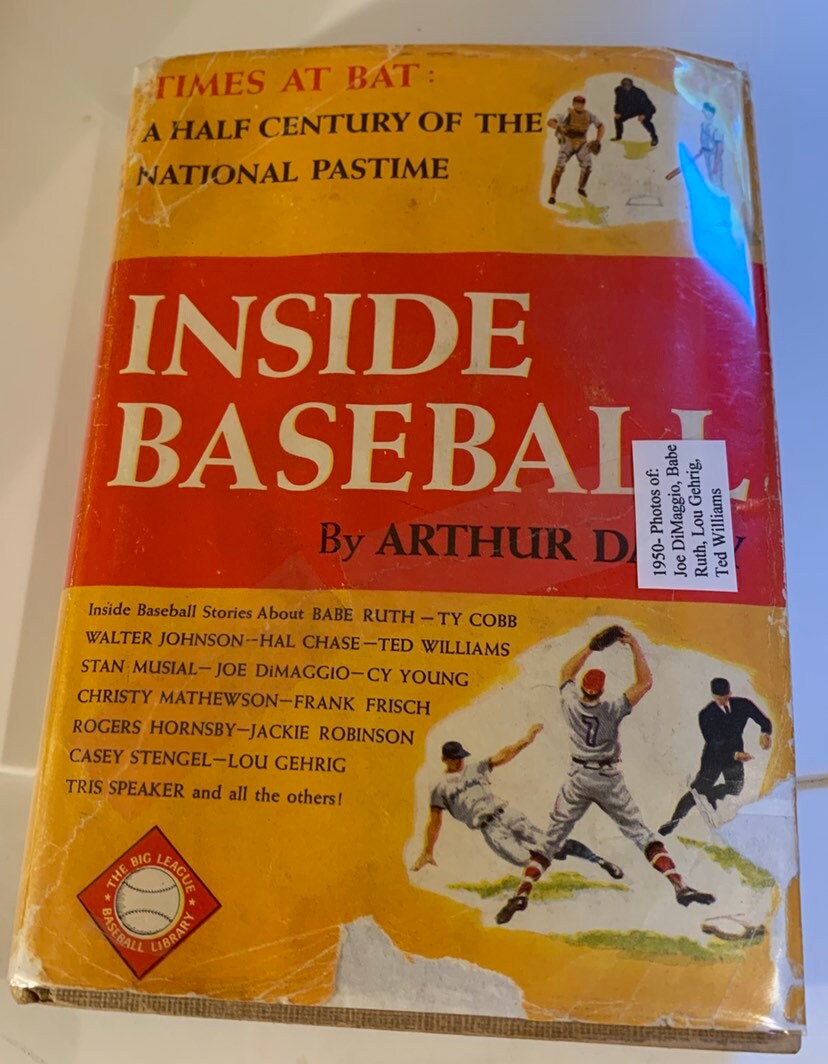 TIMES AT BAT:
A HALF CENTURY OF THE
NATIONAL PASTIME
INSIDE
BASEBALL
By ARTHUR
1950- Photos of:
Joe DiMaggio, Babe
Ruth, Lou Gehrig,
Ted Williams
Inside Baseball Stories About BABE RUTH—TY COBB
WALTER JOHNSON—HAL CHASE—TED WILLIAMS
STAN MUSIAL—JOE DiMAGGIO—CY YOUNG
CHRISTY MATHEWSON—FRANK FRISCH
ROGERS HORNSBY—JACKIE ROBINSON
CASEY STENGEL—LOU GEHRIG
TRIS SPEAKER and all the others!
7
THE BIG LEAGUE
BASEBALL LIBRARY